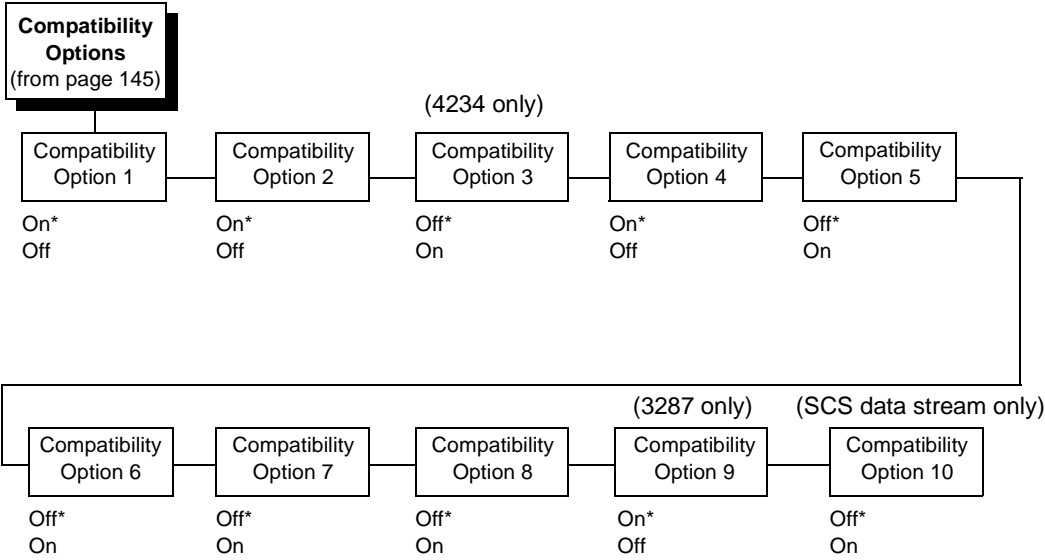 Compatibility
Options
(from page 145)
(4234 only)
Compatibility
Option 1
Compatibility
Option 2
Compatibility
Option 3
Compatibility
Option 4
Compatibility
Option 5
On*
Off
On*
Off
Off*
On
On*
Off
Off*
On
(3287 only)
(SCS data stream only)
Compatibility
Option 6
Compatibility
Option 7
Compatibility
Option 8
Compatibility
Option 9
Compatibility
Option 10
Off*
On
Off*
On
Off*
On
On*
Off
Off*
On